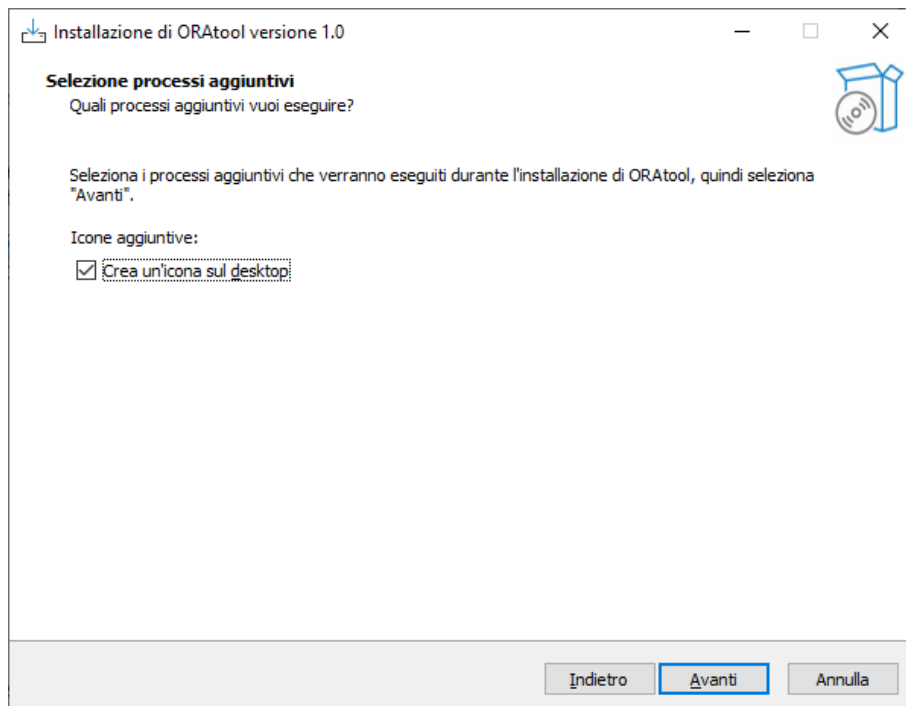 Installazione di ORAtool versione 1.0
Selezione processi aggiuntivi
Quali processi aggiuntivi vuoi eseguire?
Seleziona i processi aggiuntivi che verranno eseguiti durante l'installazione di ORAtool, quindi seleziona
"Avanti".
Icone aggiuntive:
Crea un'icona sul desktop
Indietro Avanti Annulla